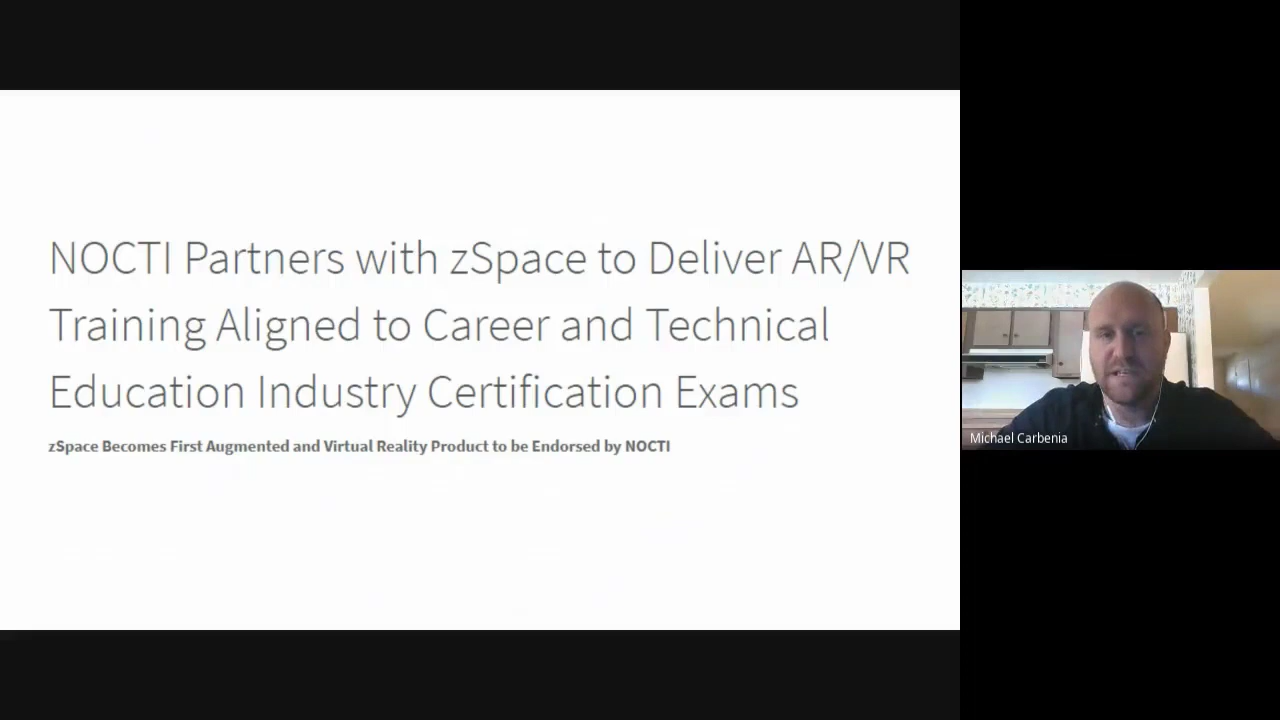 NOCTI Partners with zSpace to Deliver AR/VR
Training Aligned to Career and Technical
Education Industry Certification Exams
zSpace Becomes First Augmented and Virtual Reality Product to be Endorsed by NOCTI
Michael Carbenia